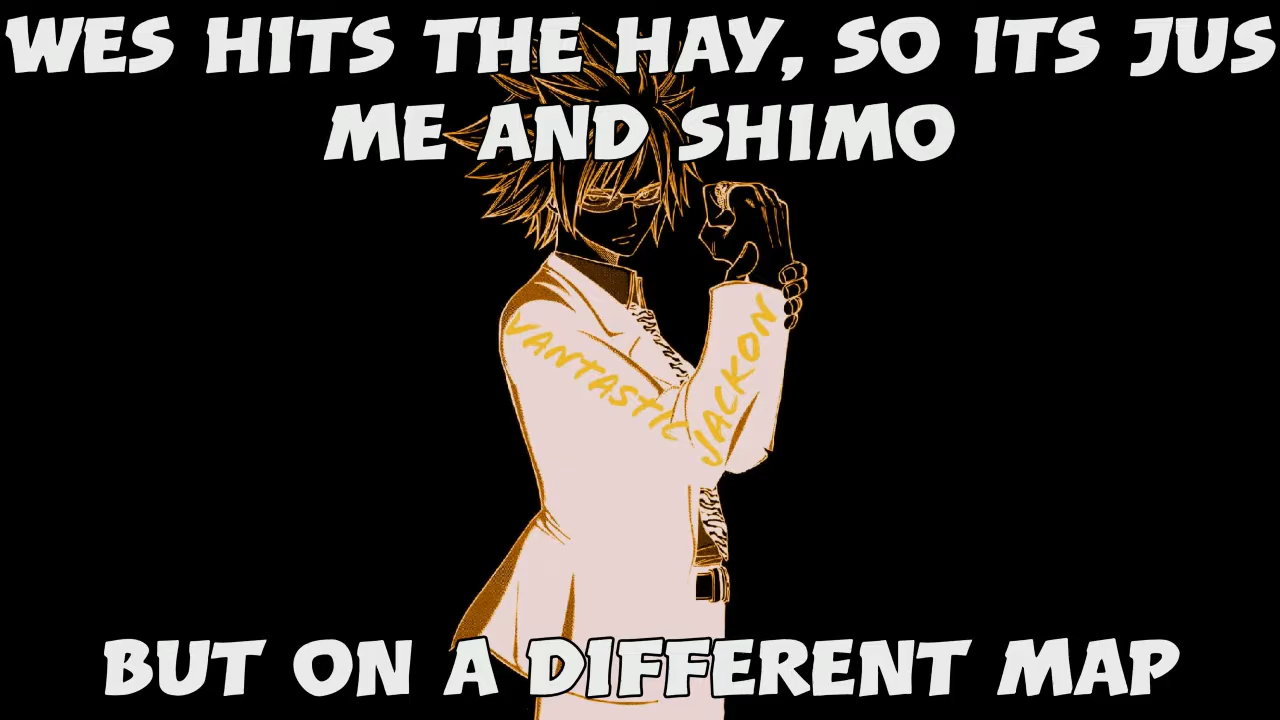 WES HITS THE HAY, SO ITS JUS
ME AND SHIMO
VANTASTIC
JACKON
BUT ON A DIFFERENT MAP